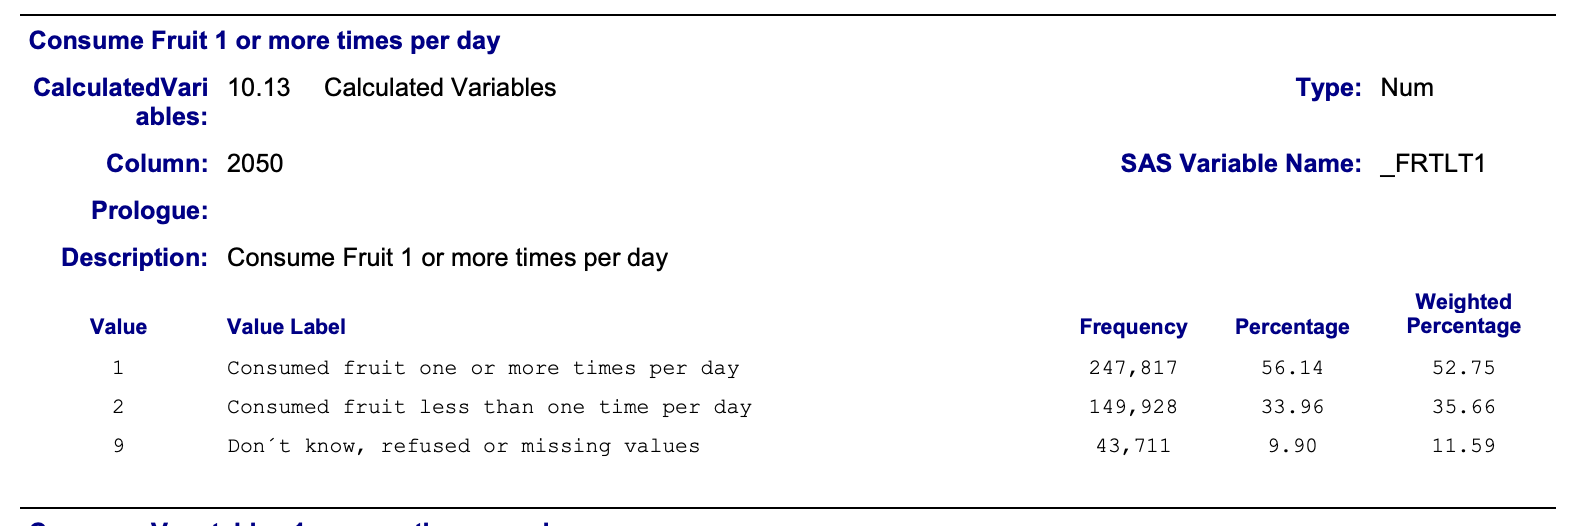 Consume Fruit 1 or more times per day
CalculatedVari 10.13 Calculated Variables Type: Num
ables:
Column: 2050 SAS Variable Name: _FRTLT1
Prologue:
Description: Consume Fruit 1 or more times per day
Value Value Label Frequency Percentage Weighted Percentage
1 Consumed fruit one or more times per day 247,817 56.14 52.75
2 Consumed fruit less than one time per day 149,928 33.96 35.66
9 Don´t know, refused or missing values 43,711 9.90 11.59